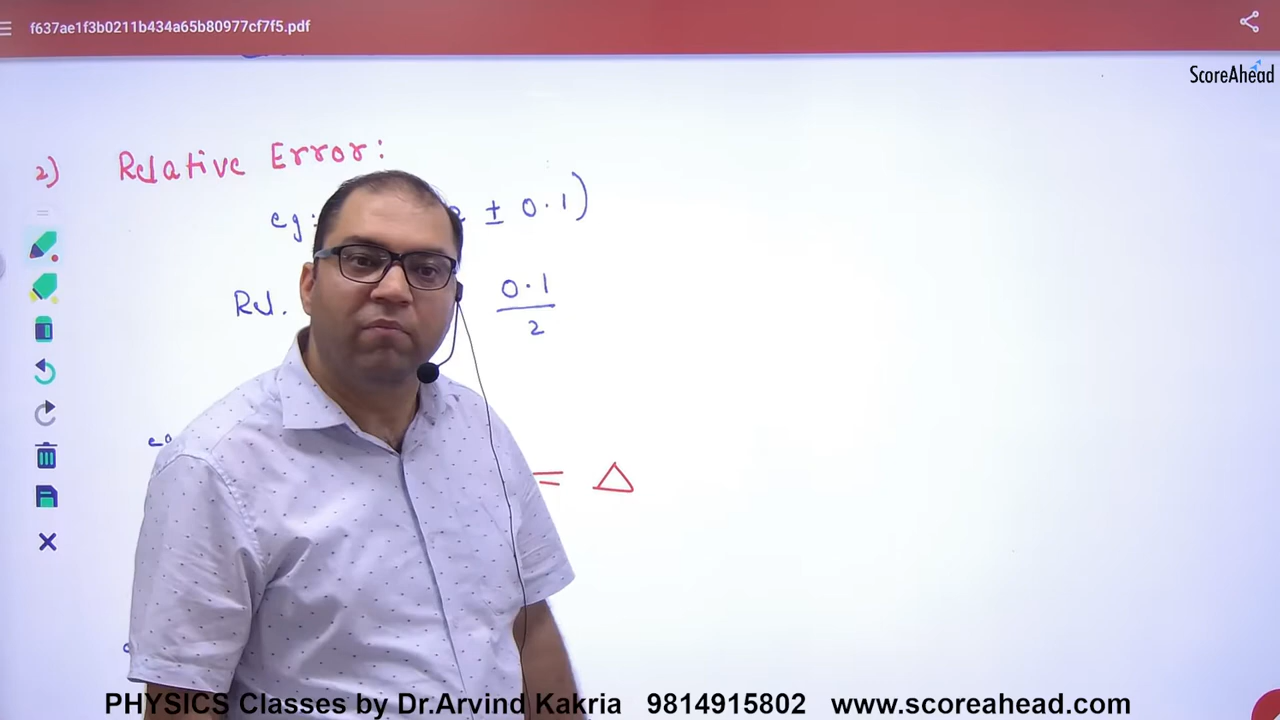 f637ae1f3b0211b434a65b80977cf7f5.pdf
ScoreAhead
2) Relative Error:
eg: ± 0.1)
Rel. 0.1
2
= Δ
PHYSICS Classes by Dr.Arvind Kakria 9814915802 www.scoreahead.com